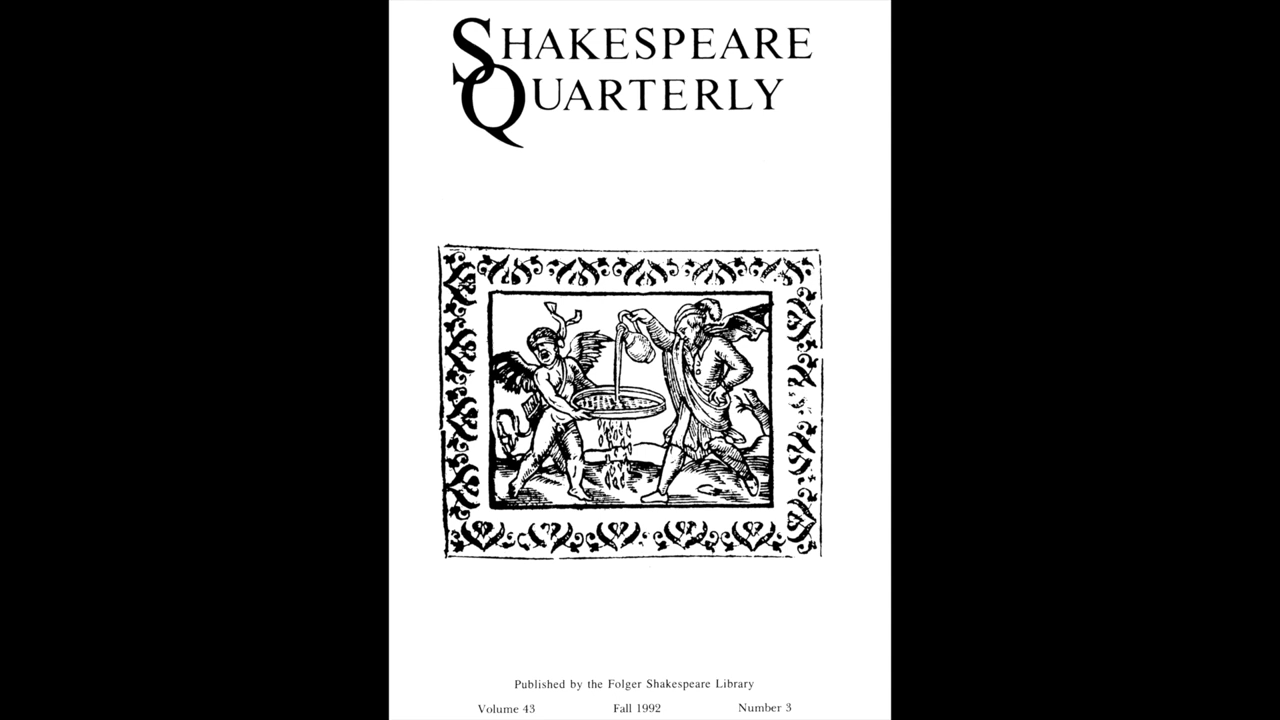 SHAKESPEARE
QUARTERLY
Published by the Folger Shakespeare Library
Volume 43 Fall 1992 Number 3